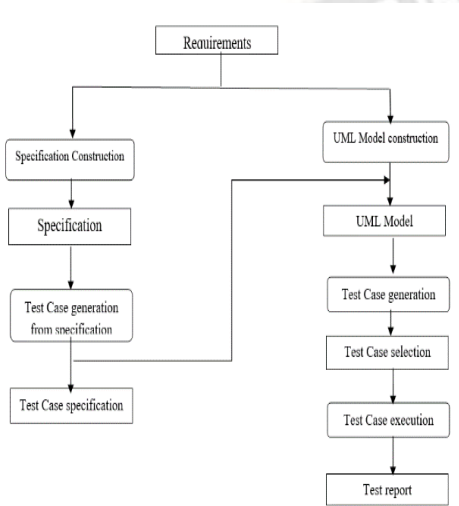 Requirements
Specification Construction
UML Model construction
Specification
UML Model
Test Case generation
from specification
Test Case generation
Test Case selection
Test Case specification
Test Case execution
Test report